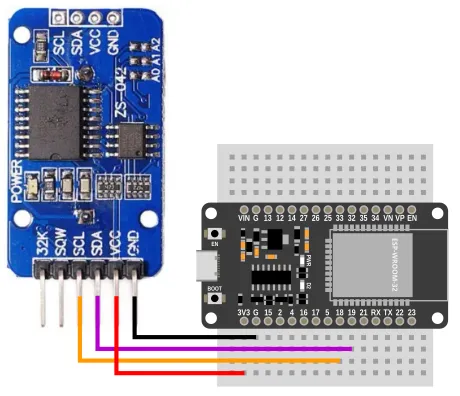 SCL SDA VCC GND
A0 A1 A2
ZS-042
POWER
32K SQW SCL SDA VCC GND
VIN G 13 12 14 27 26 25 33 32 35 34 VN VP EN
EN
PWR
D2
ESP-WROOM-32
BOOT
3V3 G 15 2 4 16 17 5 18 19 21 RX TX 22 23